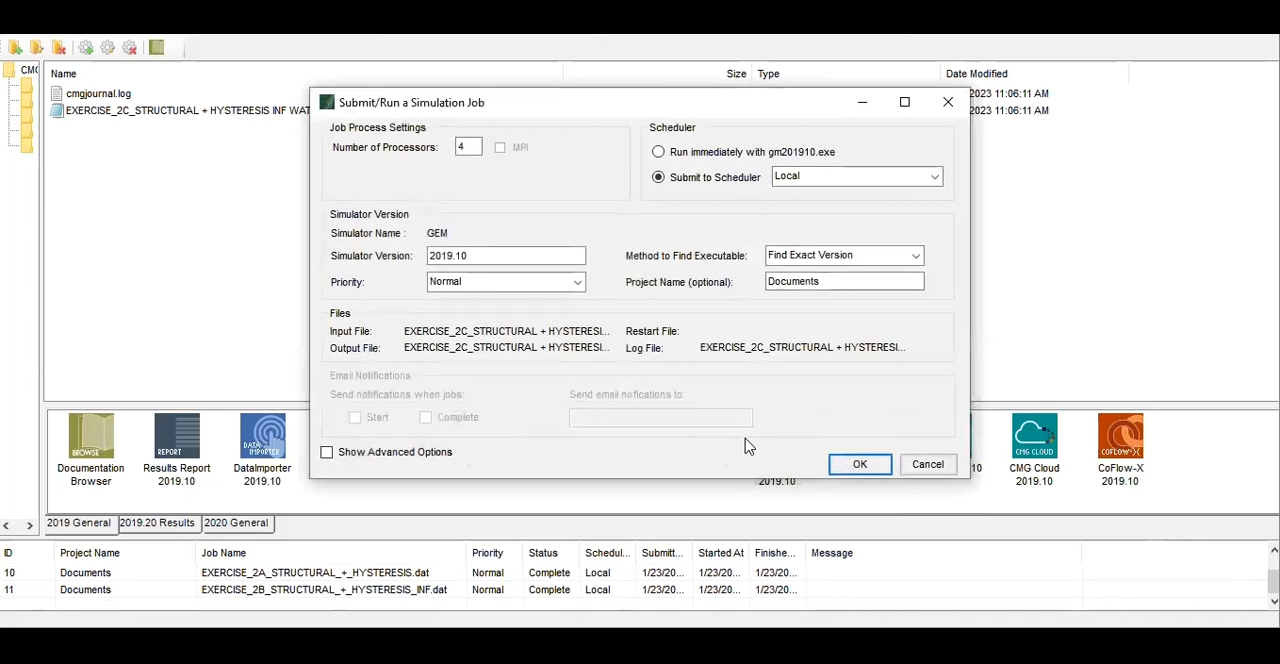 CMG
Name Size Type Date Modified
cmgjournal.log 2023 11:06:11 AM
EXERCISE_2C_STRUCTURAL + HYSTERESIS INF WAT 2023 11:06:11 AM
Submit/Run a Simulation Job
Job Process Settings
Number of Processors: 4 MPI
Scheduler
Run immediately with gm201910.exe
Submit to Scheduler Local
Simulator Version
Simulator Name : GEM
Simulator Version: 2019.10 Method to Find Executable: Find Exact Version
Priority: Normal Project Name (optional): Documents
Files
Input File: EXERCISE_2C_STRUCTURAL + HYSTERESI... Restart File:
Output File: EXERCISE_2C_STRUCTURAL + HYSTERESI... Log File: EXERCISE_2C_STRUCTURAL + HYSTERESI...
Email Notifications
Send notifications when jobs: Send email nofications to:
Start Complete
Show Advanced Options
OK Cancel
BROWSE REPORT DATA IMPORTER CMG CLOUD COFLOW-X
Documentation Browser
Results Report 2019.10
DataImporter 2019.10
2019.10
10
CMG Cloud 2019.10
CoFlow-X 2019.10
2019 General 2019.20 Results 2020 General
ID Project Name Job Name Priority Status Schedul... Submitt... Started At Finishe... Message
10 Documents EXERCISE_2A_STRUCTURAL_+_HYSTERESIS.dat Normal Complete Local 1/23/20... 1/23/20... 1/23/20...
11 Documents EXERCISE_2B_STRUCTURAL_+_HYSTERESIS_INF.dat Normal Complete Local 1/23/20... 1/23/20... 1/23/20...